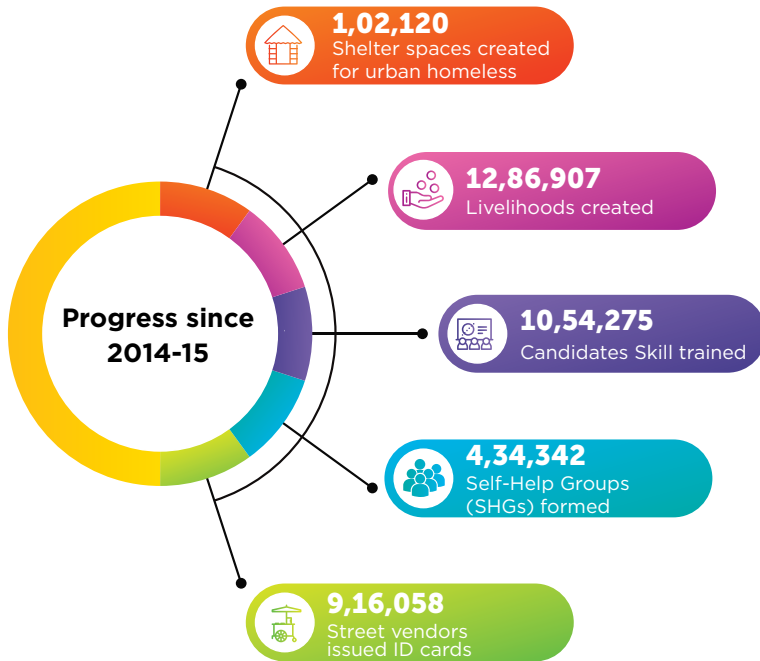 1,02,120
Shelter spaces created
for urban homeless
12,86,907
Livelihoods created
Progress since
2014-15
10,54,275
Candidates Skill trained
4,34,342
Self-Help Groups
(SHGs) formed
9,16,058
Street vendors
issued ID cards